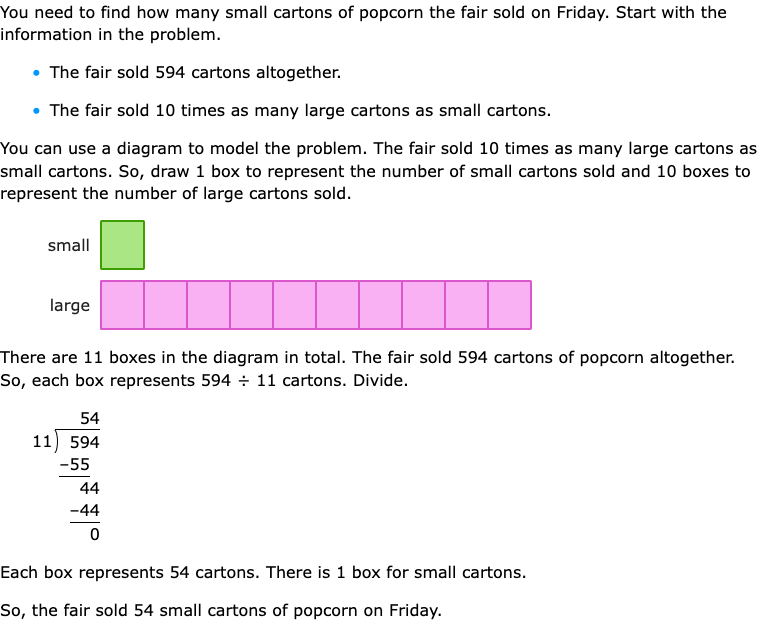 You need to find how many small cartons of popcorn the fair sold on Friday. Start with the
information in the problem.
• The fair sold 594 cartons altogether.
• The fair sold 10 times as many large cartons as small cartons.
You can use a diagram to model the problem. The fair sold 10 times as many large cartons as
small cartons. So, draw 1 box to represent the number of small cartons sold and 10 boxes to
represent the number of large cartons sold.
small
large
There are 11 boxes in the diagram in total. The fair sold 594 cartons of popcorn altogether.
So, each box represents 594 ÷ 11 cartons. Divide.
54
11) 594
−55
44
−44
0
Each box represents 54 cartons. There is 1 box for small cartons.
So, the fair sold 54 small cartons of popcorn on Friday.